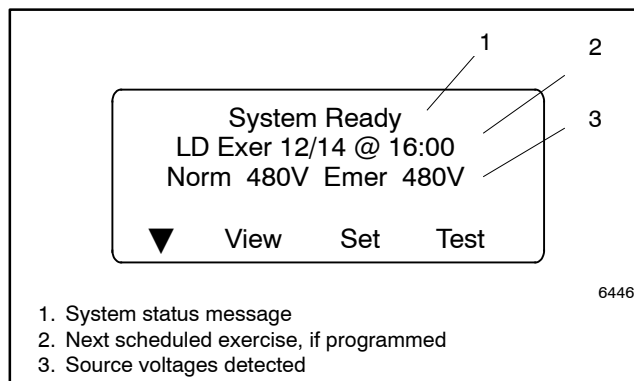 1
2
3
System Ready
LD Exer 12/14 @ 16:00
Norm 480V Emer 480V
▼ View Set Test
6446
1. System status message
2. Next scheduled exercise, if programmed
3. Source voltages detected